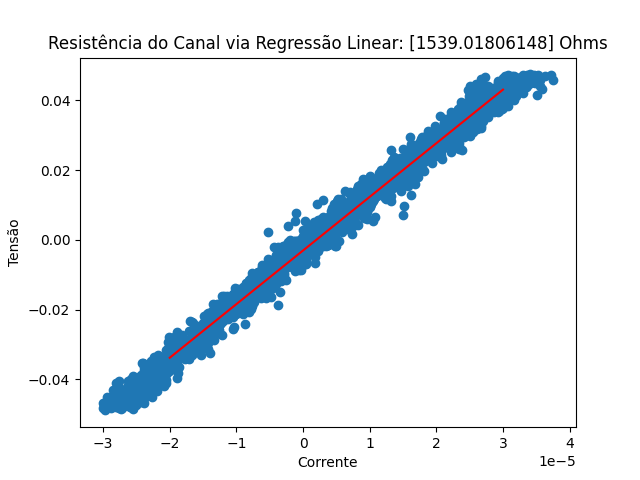 Resistência do Canal via Regressão Linear: [1539.01806148] Ohms
0.04
0.02
0.00
−0.02
−0.04
Tensão
−3 −2 −1 0 1 2 3 4
1e−5
Corrente